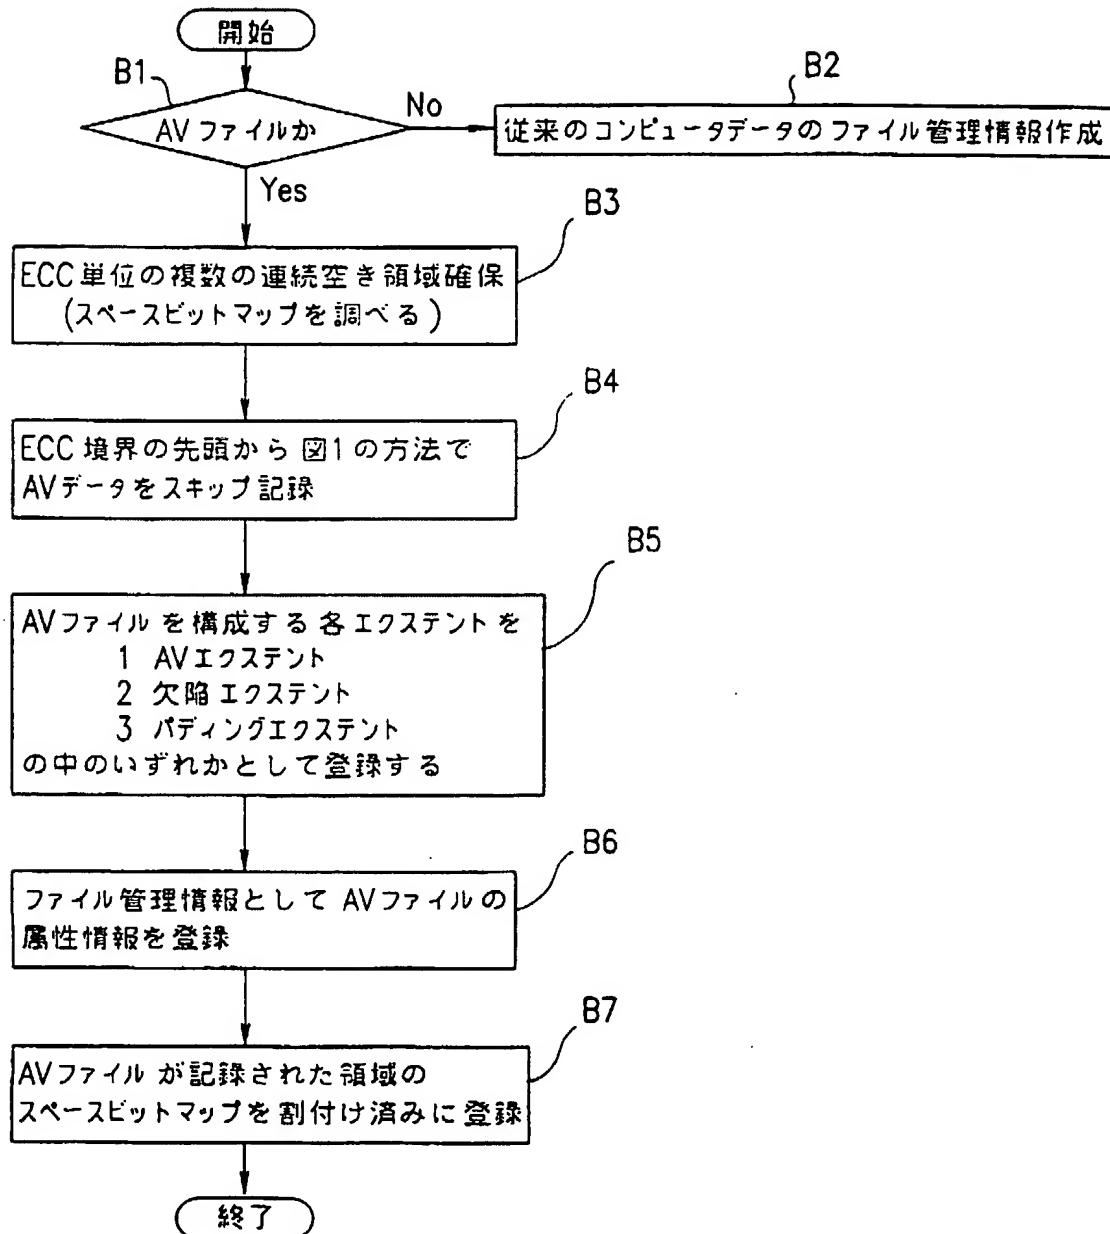 開始
B1
AVファイルか
No
B2
従来のコンピュータデータのファイル管理情報作成
Yes
B3
ECC単位の複数の連続空き領域確保
(スペースビットマップを調べる)
B4
ECC境界の先頭から図1の方法で
AVデータをスキップ記録
B5
AVファイルを構成する各エクステントを
1 AVエクステント
2 欠陥エクステント
3 パディングエクステント
の中のいずれかとして登録する
B6
ファイル管理情報としてAVファイルの
属性情報を登録
B7
AVファイルが記録された領域の
スペースビットマップを割付け済みに登録
終了